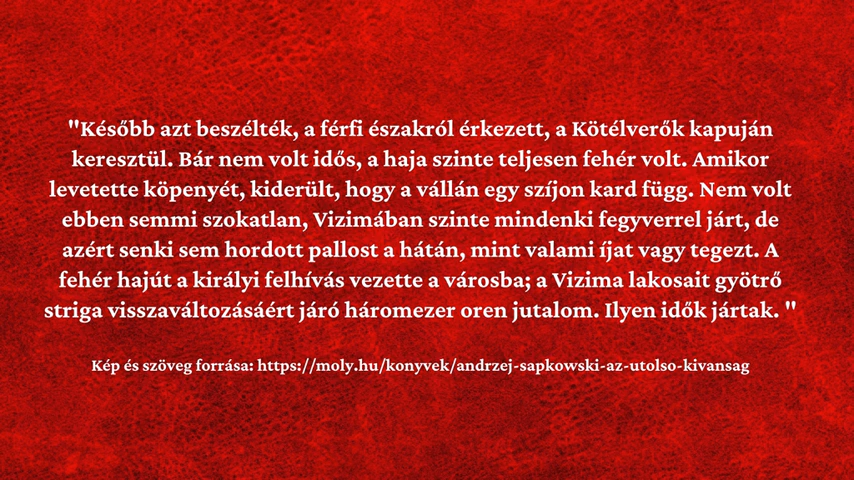 "Később azt beszélték, a férfi északról érkezett, a Kötélverők kapuján
keresztül. Bár nem volt idős, a haja szinte teljesen fehér volt. Amikor
levetette köpenyét, kiderült, hogy a vállán egy szíjon kard függ. Nem volt
ebben semmi szokatlan, Vizimában szinte mindenki fegyverrel járt, de
azért senki sem hordott pallost a hátán, mint valami íjat vagy tegezt. A
fehér hajút a királyi felhívás vezette a városba; a Vizima lakosait gyötrő
striga visszaváltozásáért járó háromezer oren jutalom. Ilyen idők jártak. "
Kép és szöveg forrása: https://moly.hu/konyvek/andrzej-sapkowski-az-utolso-kivansag